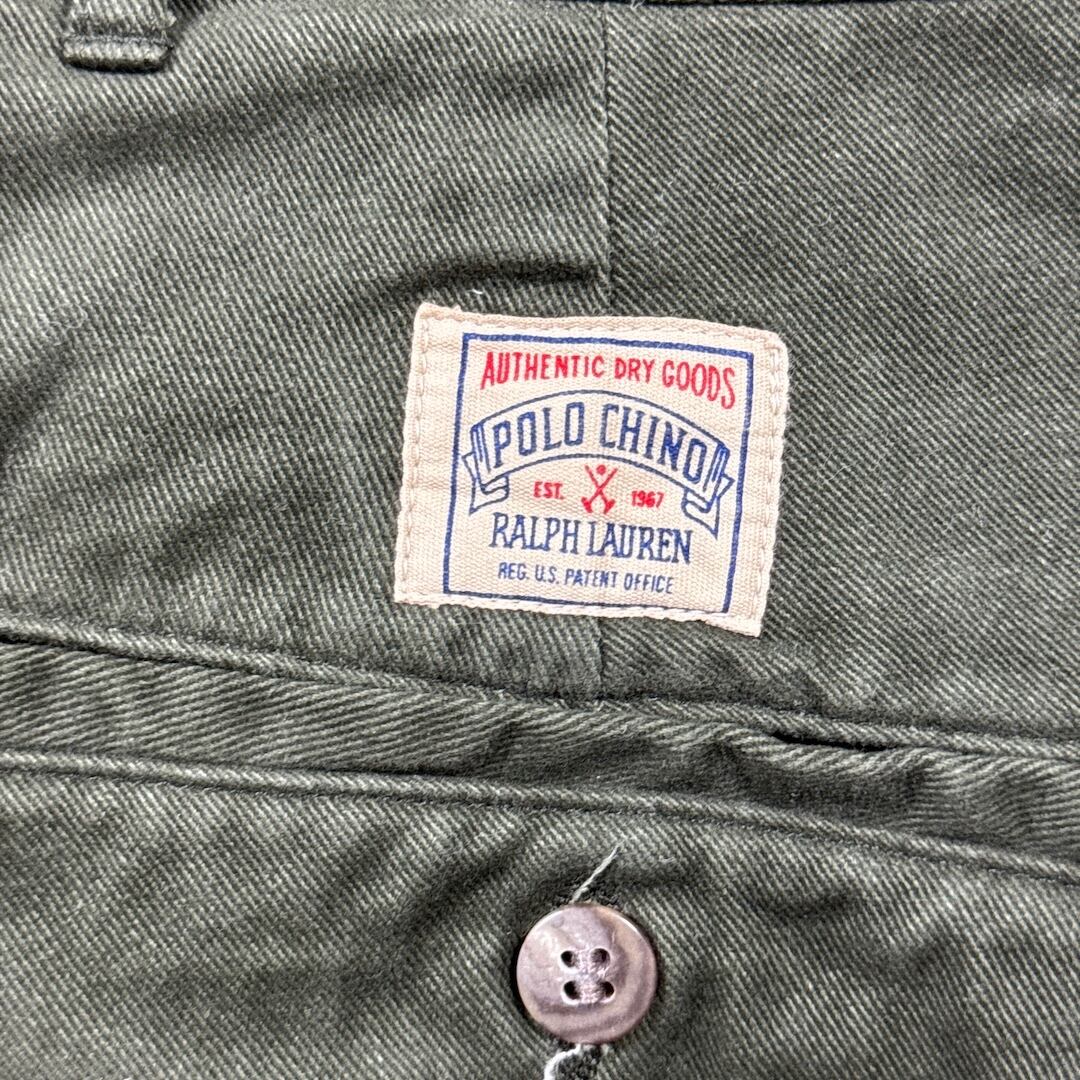 AUTHENTIC DRY GOODS
POLO CHINO
EST. 1967
RALPH LAUREN
REG. U.S. PATENT OFFICE